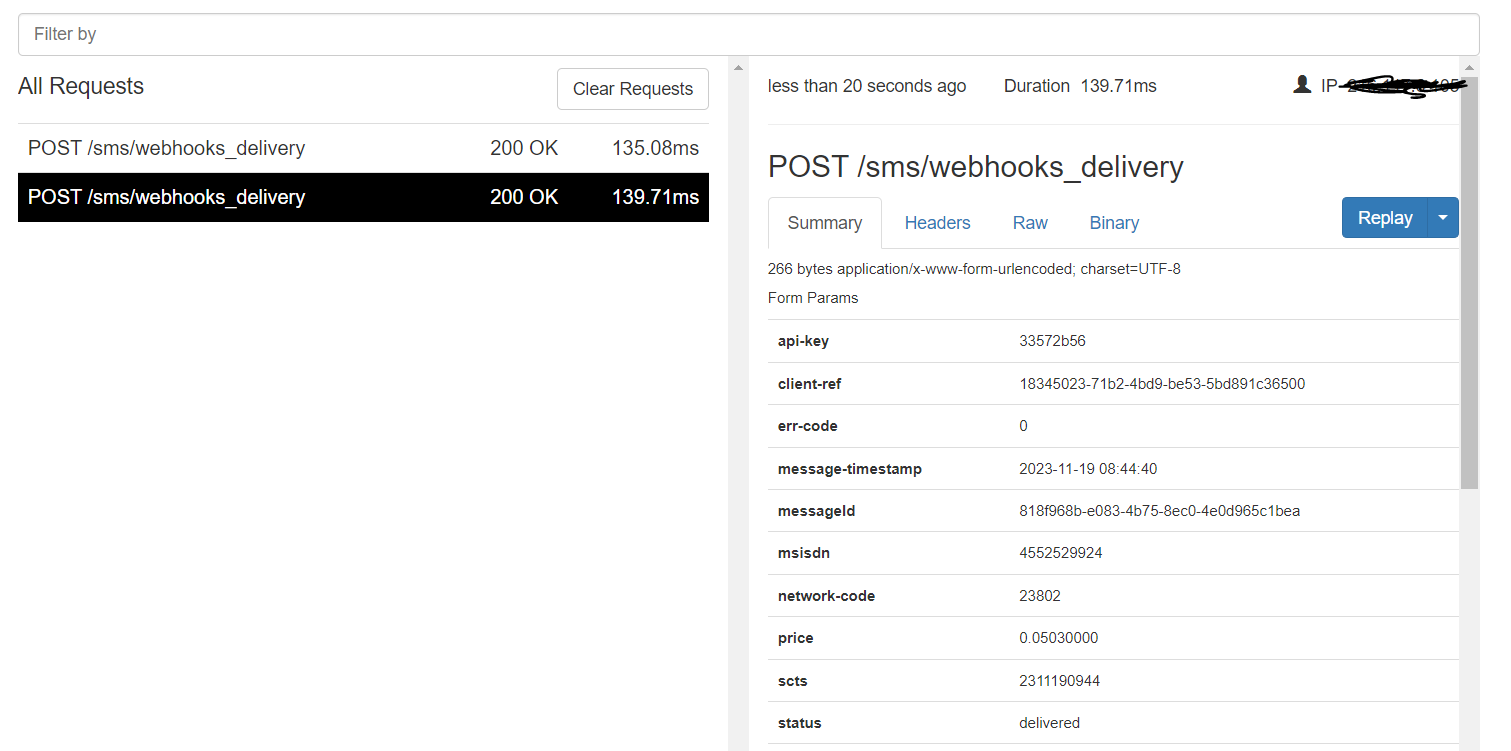 Filter by
All Requests
Clear Requests
POST /sms/webhooks_delivery 200 OK 135.08ms
POST /sms/webhooks_delivery 200 OK 139.71ms
less than 20 seconds ago Duration 139.71ms IP
POST /sms/webhooks_delivery
Summary Headers Raw Binary Replay
266 bytes application/x-www-form-urlencoded; charset=UTF-8
Form Params
api-key 33572b56
client-ref 18345023-71b2-4bd9-be53-5bd891c36500
err-code 0
message-timestamp 2023-11-19 08:44:40
messageId 818f968b-e083-4b75-8ec0-4e0d965c1bea
msisdn 4552529924
network-code 23802
price 0.05030000
scts 2311190944
status delivered